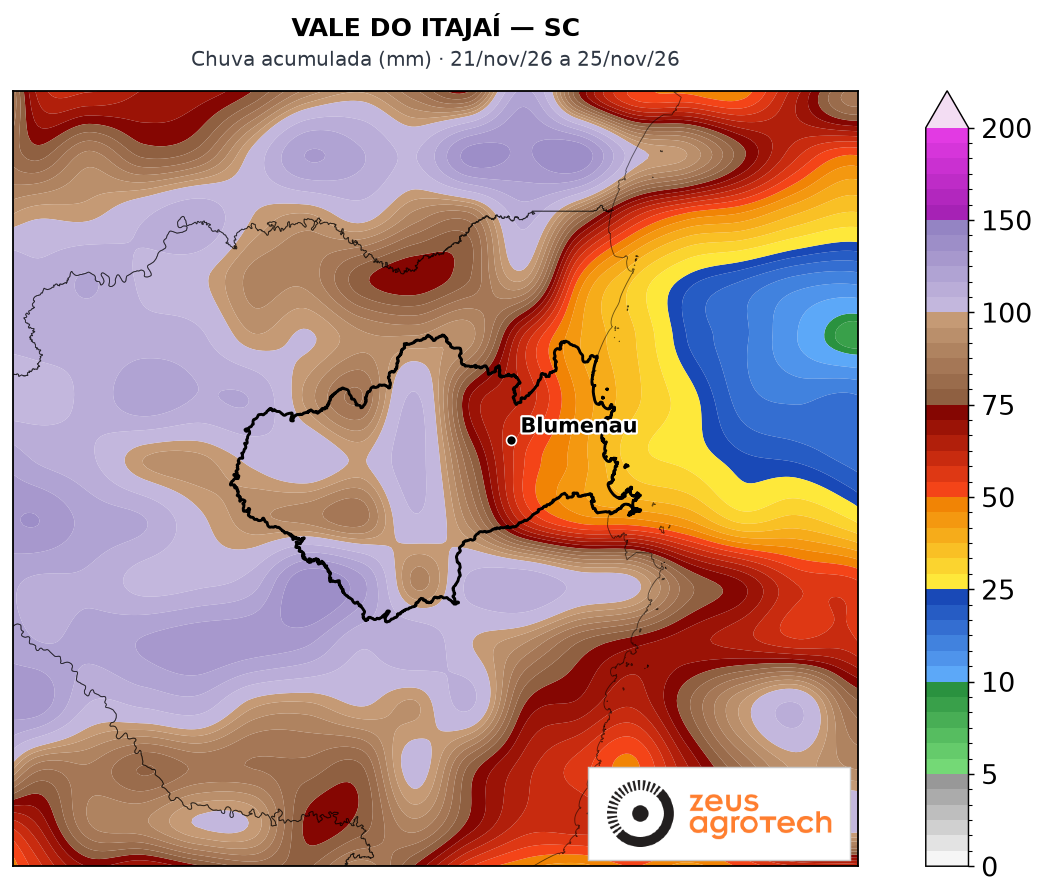 VALE DO ITAJAÍ — SC
Chuva acumulada (mm) · 21/nov/26 a 25/nov/26
200
150
100
75
50
25
10
5
0
Blumenau
zeus
agrotech